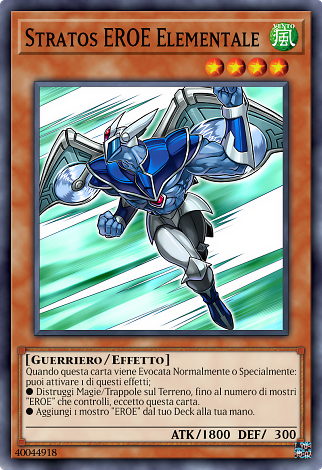 Stratos EROE Elementale
VENTO
風
[Guerriero/Effetto]
Quando questa carta viene Evocata Normalmente o Specialmente:
puoi attivare 1 di questi effetti;
● Distruggi Magie/Trappole sul Terreno, fino al numero di mostri
"EROE" che controlli, eccetto questa carta.
● Aggiungi 1 mostro "EROE" dal tuo Deck alla tua mano.
ATK/1800 DEF/ 300
40044918